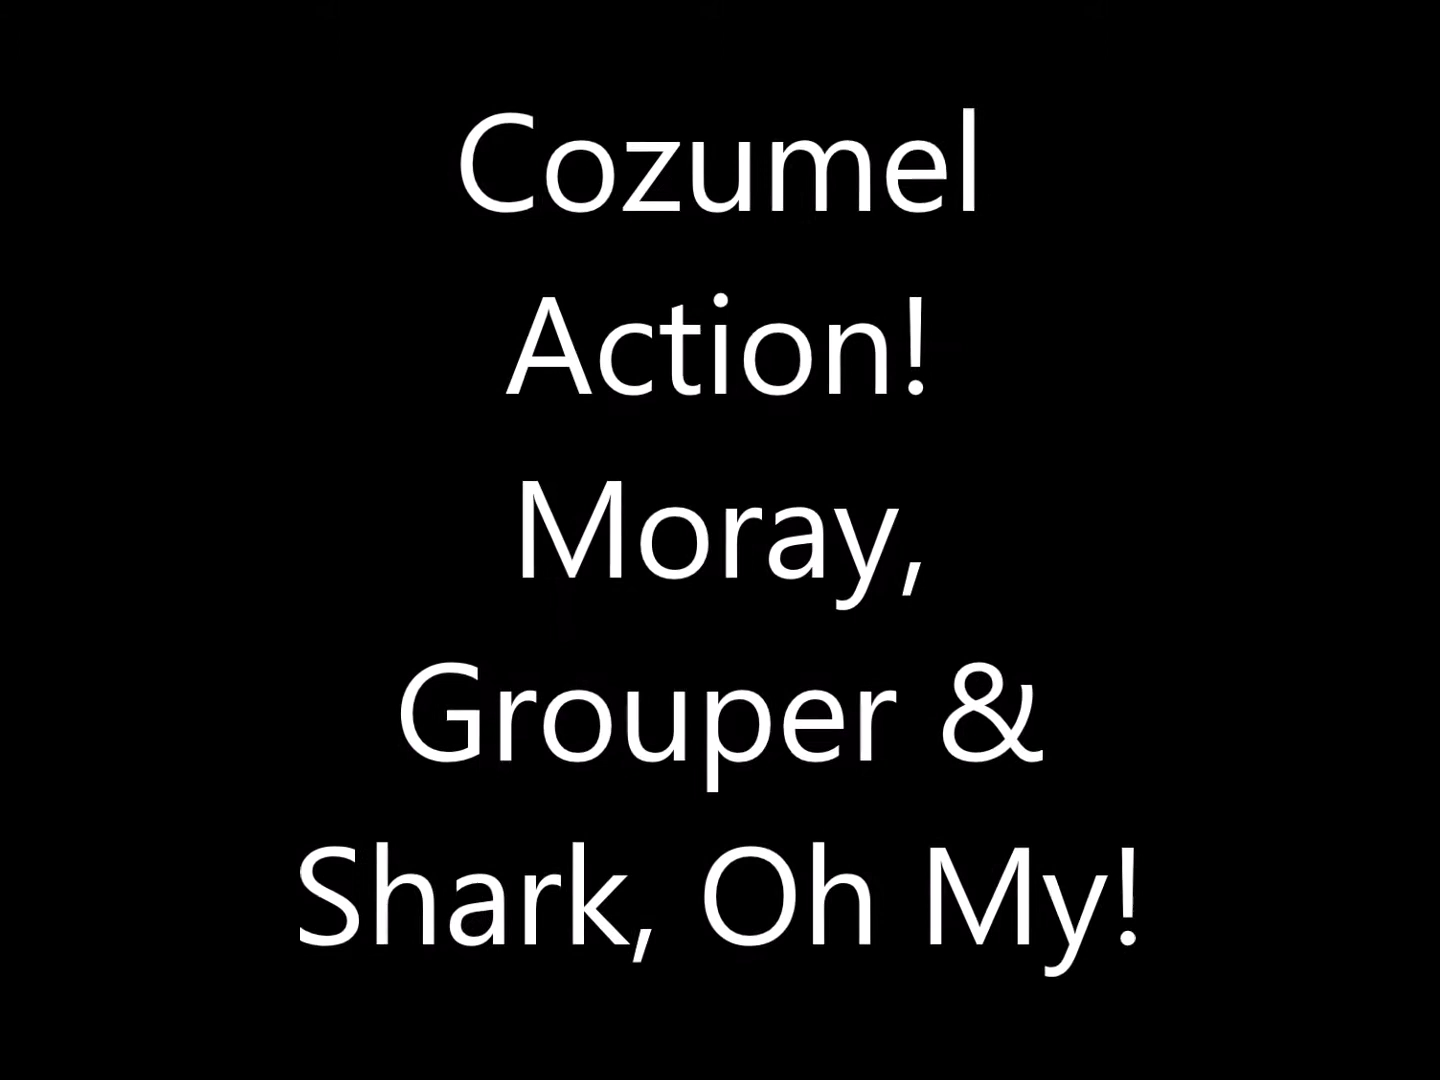 Cozumel
Action!
Moray,
Grouper &
Shark, Oh My!